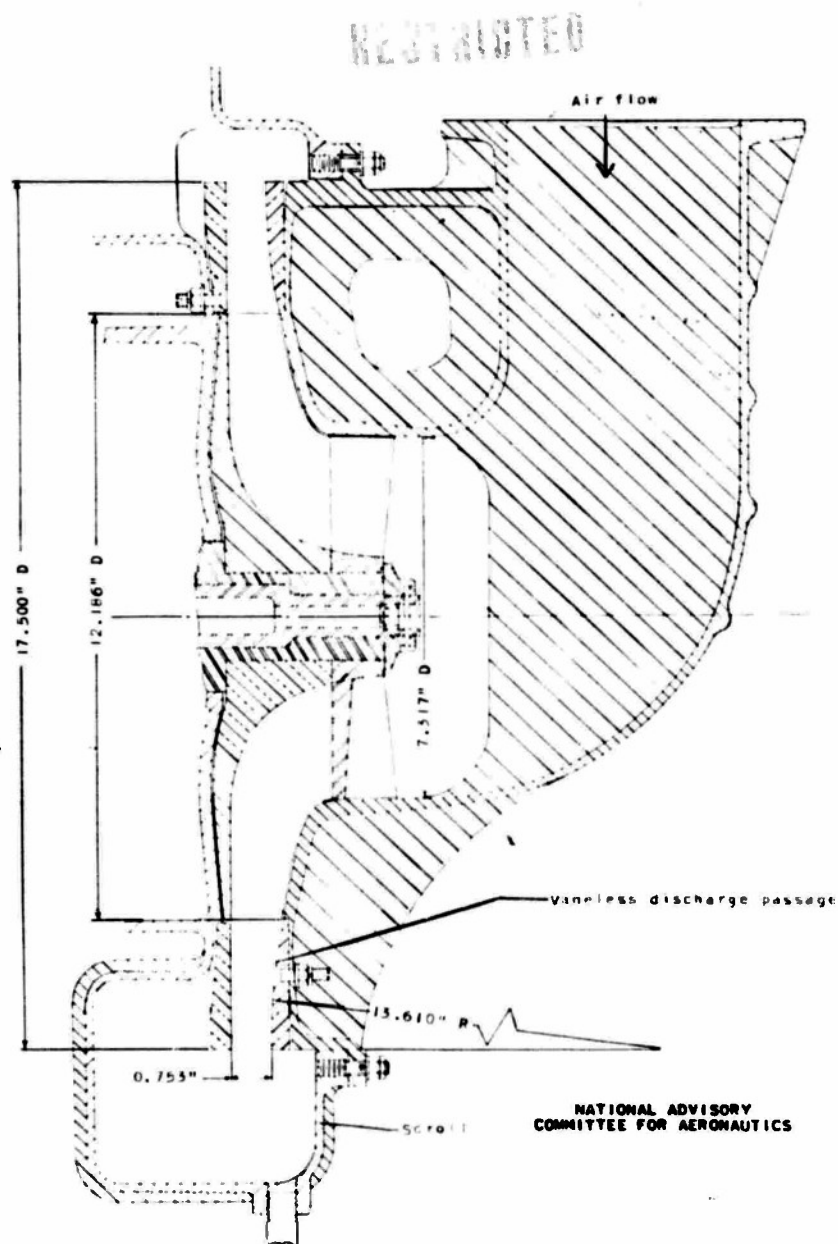 RESTRICTED
Air flow
17.500" D
12.186" D
7.317" D
Vaneless discharge passage
13.610" R
0.753"
Scroll
NATIONAL ADVISORY
COMMITTEE FOR AERONAUTICS